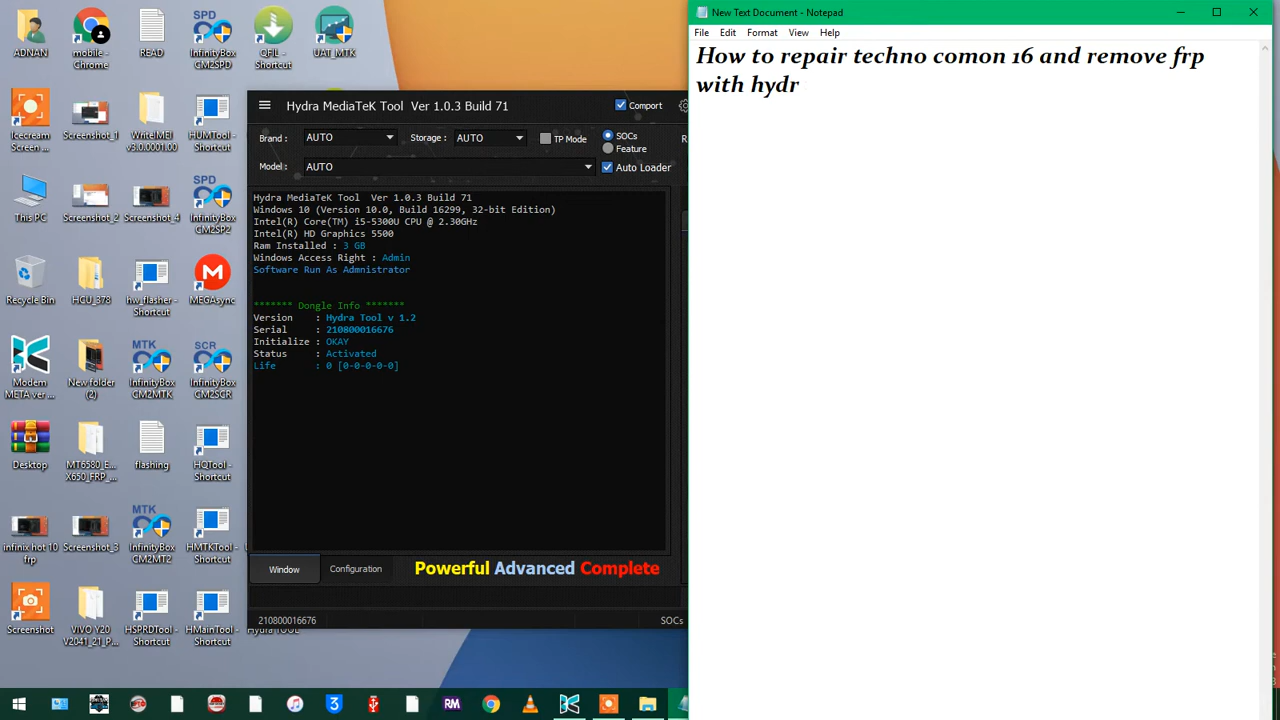 ADNAN
mobile -
Chrome
READ
SPD
InfinityBox
CM2SPD
QFIL -
Shortcut
UAT_MTK
Icecream
Screen ...
Screenshot_1
WriteIMEI
v3.0.0001.00
HUMTool -
Shortcut
This PC
Screenshot_2
Screenshot_4
SPD
InfinityBox
CM2SP2
Recycle Bin
HCU_378
hw_flasher -
Shortcut
MEGAsync
Modem
META ver ...
New folder
(2)
MTK
InfinityBox
CM2MTK
SCR
InfinityBox
CM2SCR
Desktop
MT6580_E...
X650_FRP_...
flashing
HQTool -
Shortcut
infinix hot 10
frp
Screenshot_3
MTK
InfinityBox
CM2MT2
HMTKTool -
Shortcut
Screenshot
VIVO Y20
V2041_21_P...
HSPRDTool -
Shortcut
HMainTool -
Shortcut
Hydra TOOL
Hydra MediaTeK Tool Ver 1.0.3 Build 71
Comport
Brand :
AUTO
Storage :
AUTO
TP Mode
SOCs
Feature
R
Model :
AUTO
Auto Loader
Hydra MediaTeK Tool Ver 1.0.3 Build 71
Windows 10 (Version 10.0, Build 16299, 32-bit Edition)
Intel(R) Core(TM) i5-5300U CPU @ 2.30GHz
Intel(R) HD Graphics 5500
Ram Installed : 3 GB
Windows Access Right : Admin
Software Run As Admnistrator
******* Dongle Info *******
Version : Hydra Tool v 1.2
Serial : 210800016676
Initialize : OKAY
Status : Activated
Life : 0 [0-0-0-0-0]
Window
Configuration
Powerful Advanced Complete
210800016676
SOCs
New Text Document - Notepad
File Edit Format View Help
How to repair techno comon 16 and remove frp
with hydr
RM